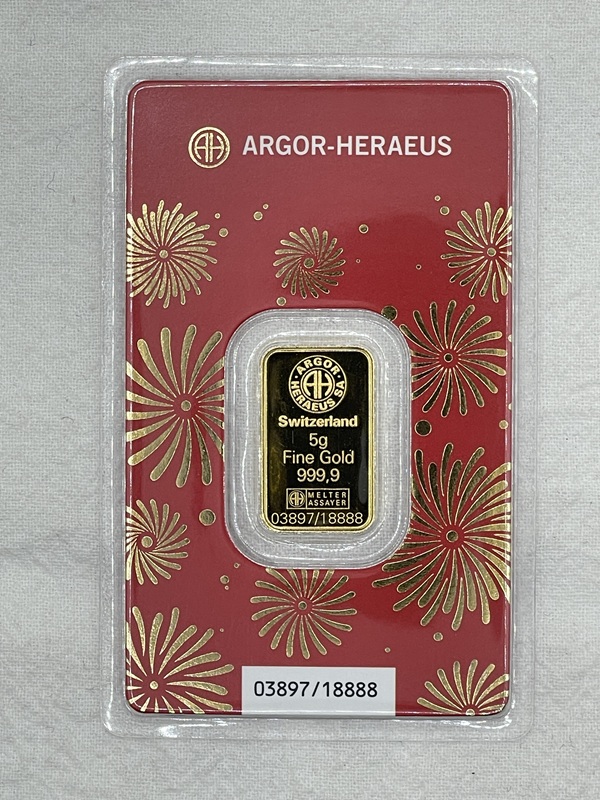 AH ARGOR-HERAEUS
ARGOR
AH
HERAEUS SA
Switzerland
5g
Fine Gold
999,9
AH MELTER
ASSAYER
03897/18888
03897/18888